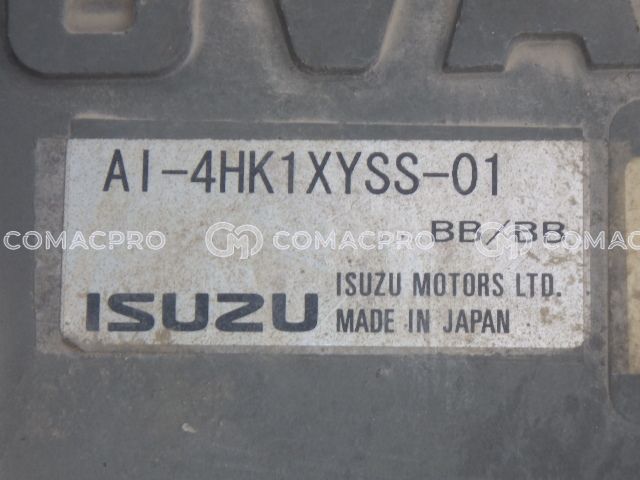 AI-4HK1XYSS-01
BB/BB
COMACPRO COMACPRO COMACPRO
ISUZU
ISUZU MOTORS LTD.
MADE IN JAPAN